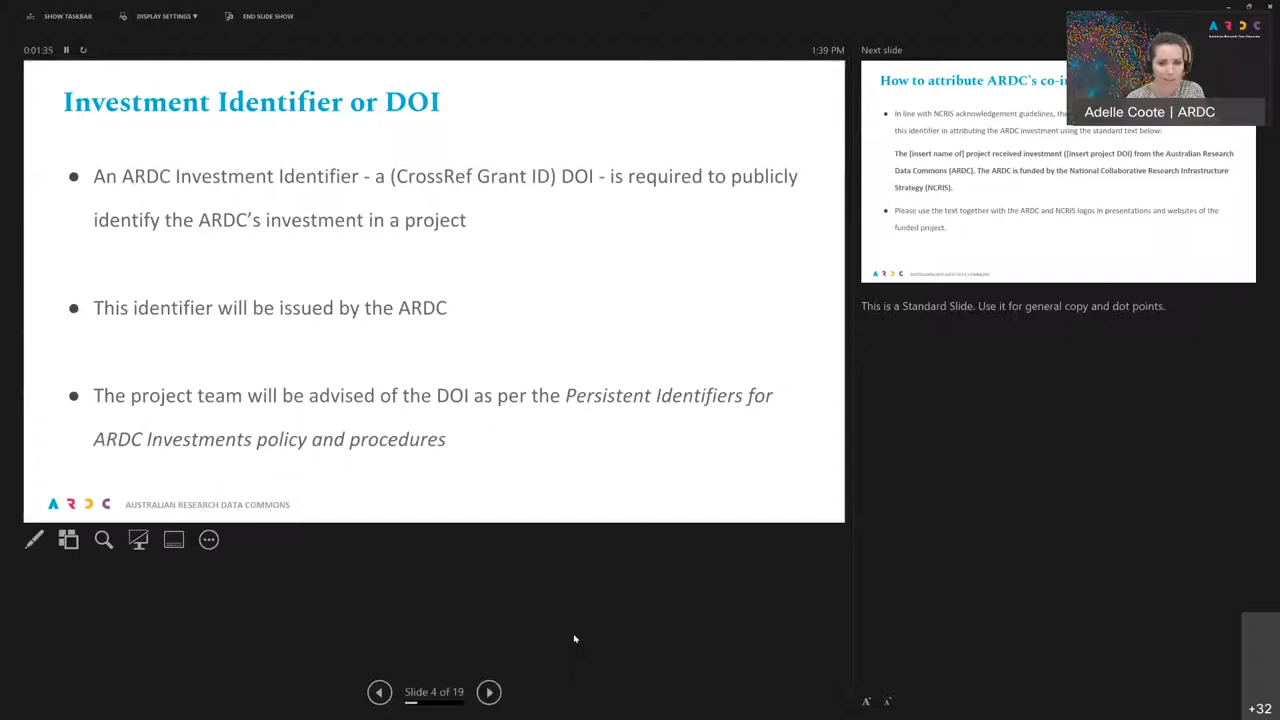 SHOW TASKBAR
DISPLAY SETTINGS ▼
END SLIDE SHOW
0:01:35
1:39 PM
Investment Identifier or DOI
● An ARDC Investment Identifier - a (CrossRef Grant ID) DOI - is required to publicly
identify the ARDC's investment in a project
● This identifier will be issued by the ARDC
● The project team will be advised of the DOI as per the Persistent Identifiers for
ARDC Investments policy and procedures
A R D C AUSTRALIAN RESEARCH DATA COMMONS
Slide 4 of 19
Next slide
How to attribute ARDC's co-in
● In line with NCRIS acknowledgement guidelines, th
this identifier in attributing the ARDC investment using the standard text below:
The [insert name of] project received investment ([insert project DOI) from the Australian Research
Data Commons (ARDC). The ARDC is funded by the National Collaborative Research Infrastructure
Strategy (NCRIS).
● Please use the text together with the ARDC and NCRIS logos in presentations and websites of the
funded project.
A R D C
This is a Standard Slide. Use it for general copy and dot points.
A R D C
Adelle Coote | ARDC
A A
+32